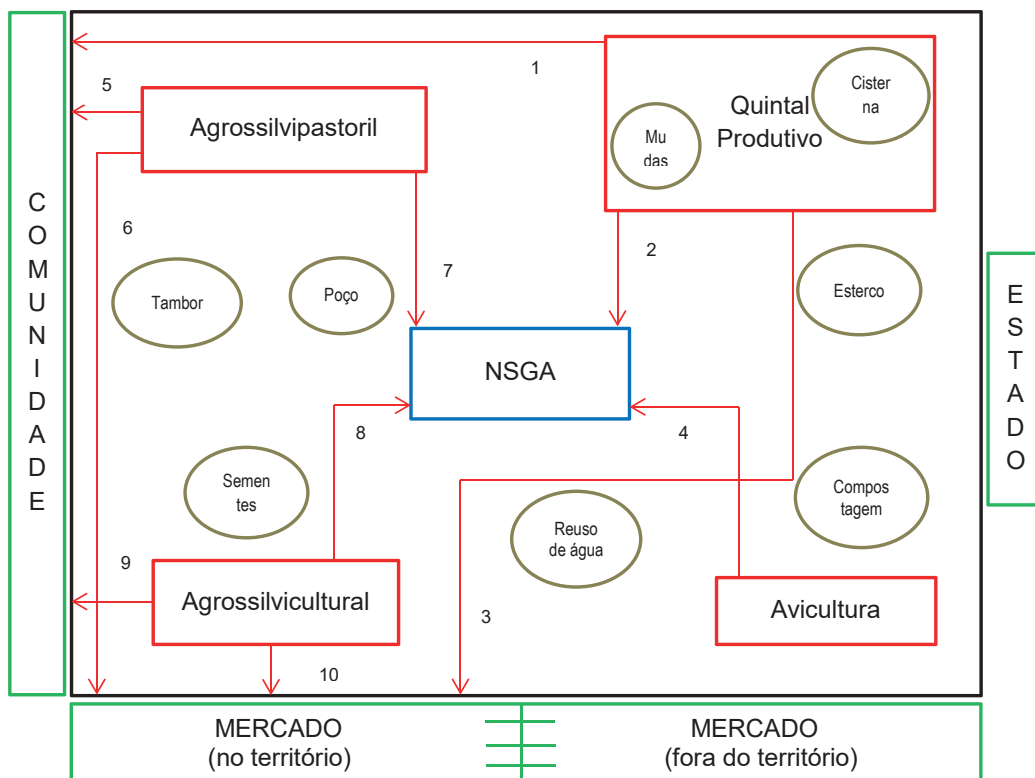 1
Quintal
Produtivo
Cister
na
Mu
das
5
Agrossilvipastoril
C
O
M
U
N
I
D
A
D
E
6
7
2
Tambor
Poço
Esterco
E
S
T
A
D
O
NSGA
8
4
Semen
tes
Reuso
de água
Compos
tagem
9
Agrossilvicultural
3
Avicultura
10
MERCADO
(no território)
MERCADO
(fora do território)